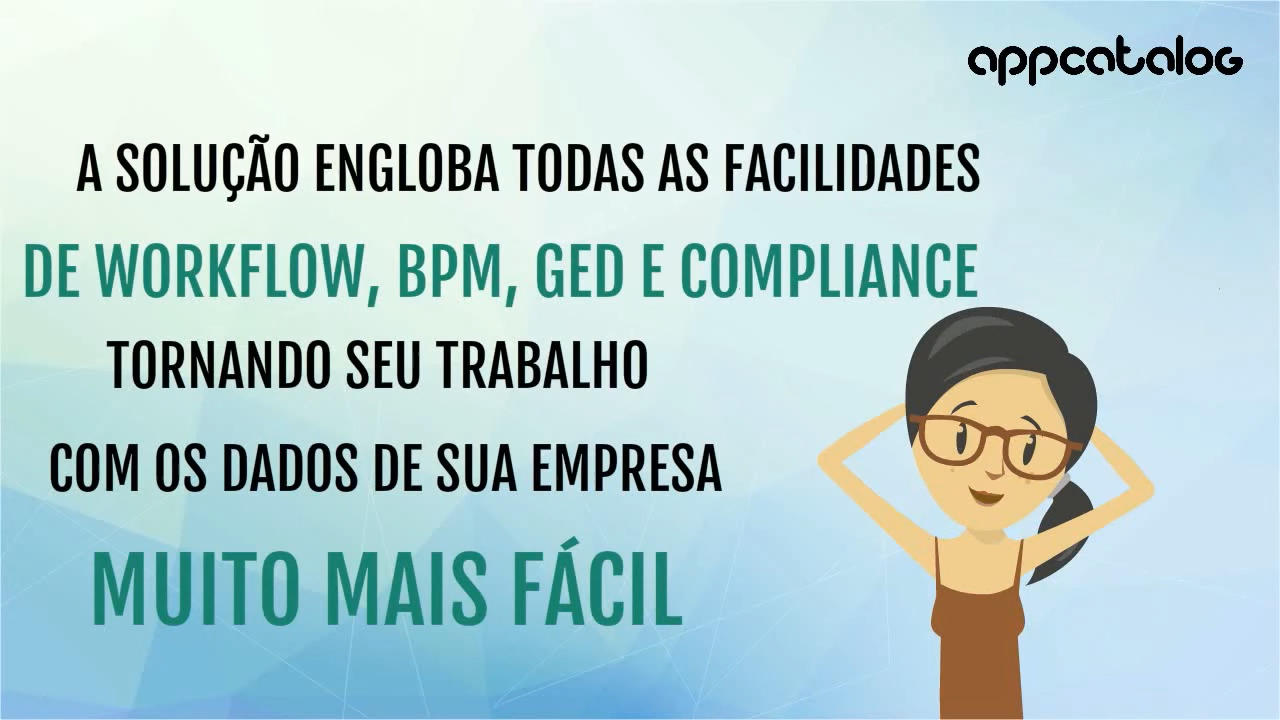 appcatalog
A SOLUÇÃO ENGLOBA TODAS AS FACILIDADES
DE WORKFLOW, BPM, GED E COMPLIANCE
TORNANDO SEU TRABALHO
COM OS DADOS DE SUA EMPRESA
MUITO MAIS FÁCIL